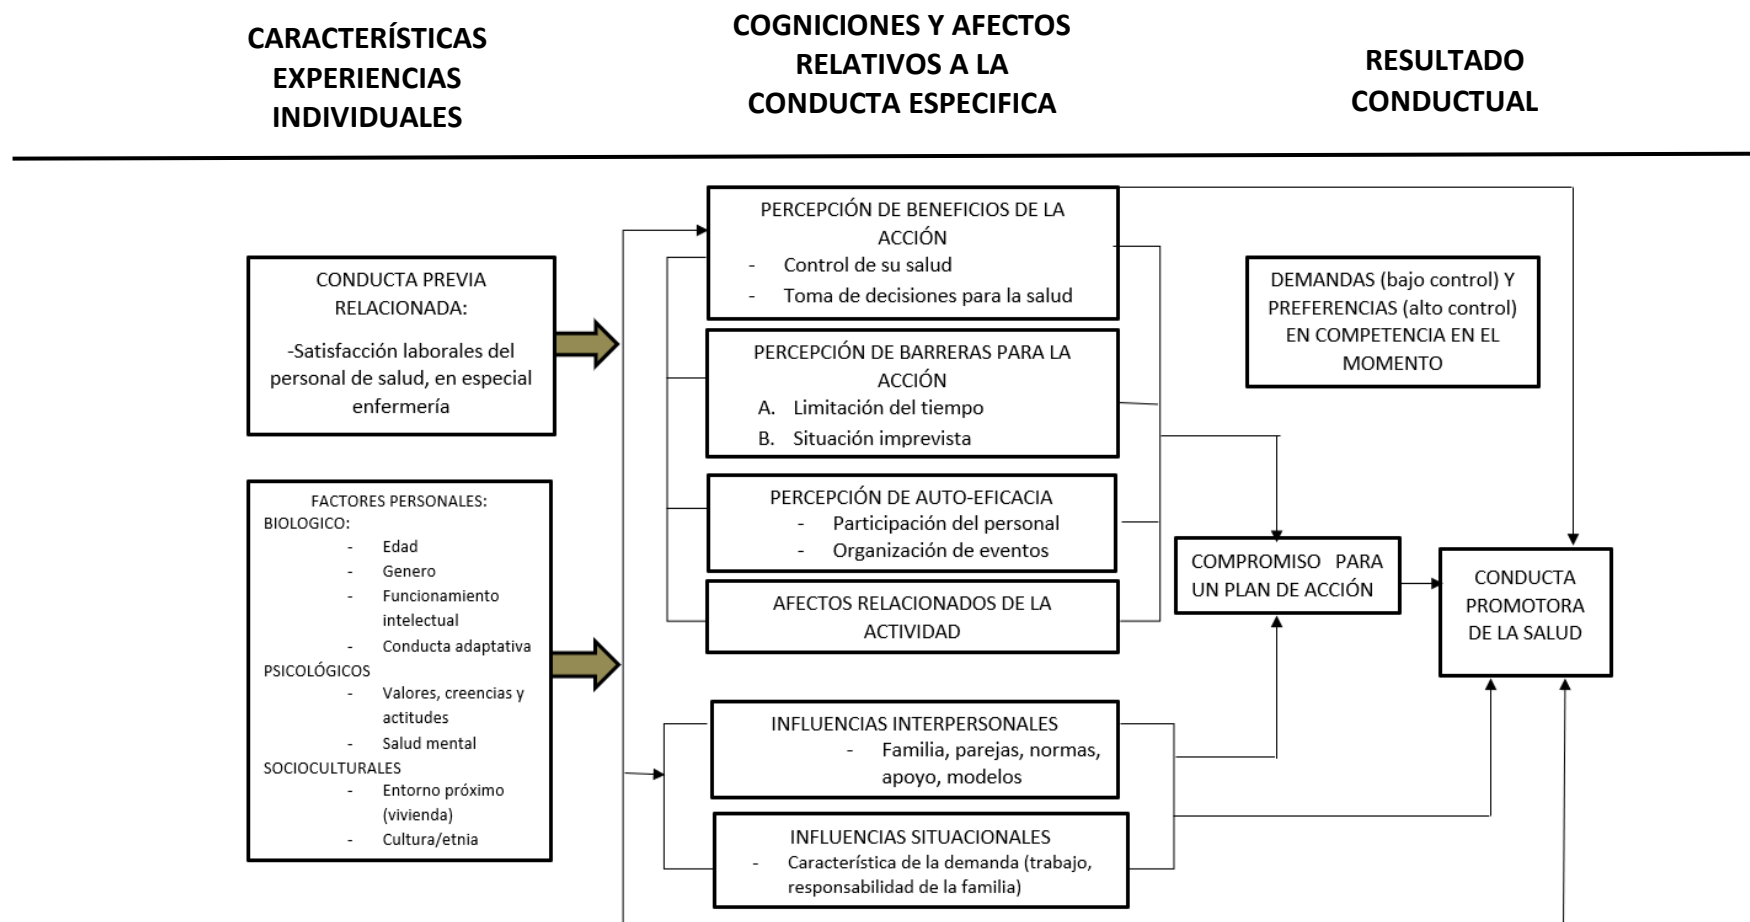 CARACTERÍSTICAS
EXPERIENCIAS
INDIVIDUALES
COGNICIONES Y AFECTOS
RELATIVOS A LA
CONDUCTA ESPECIFICA
RESULTADO
CONDUCTUAL
CONDUCTA PREVIA
RELACIONADA:
-Satisfacción laborales del
personal de salud, en especial
enfermería
FACTORES PERSONALES:
BIOLOGICO:
- Edad
- Genero
- Funcionamiento
intelectual
- Conducta adaptativa
PSICOLÓGICOS
- Valores, creencias y
actitudes
- Salud mental
SOCIOCULTURALES
- Entorno próximo
(vivienda)
- Cultura/etnia
PERCEPCIÓN DE BENEFICIOS DE LA
ACCIÓN
- Control de su salud
- Toma de decisiones para la salud
PERCEPCIÓN DE BARRERAS PARA LA
ACCIÓN
A. Limitación del tiempo
B. Situación imprevista
PERCEPCIÓN DE AUTO-EFICACIA
- Participación del personal
- Organización de eventos
AFECTOS RELACIONADOS DE LA
ACTIVIDAD
INFLUENCIAS INTERPERSONALES
- Familia, parejas, normas,
apoyo, modelos
INFLUENCIAS SITUACIONALES
- Característica de la demanda (trabajo,
responsabilidad de la familia)
DEMANDAS (bajo control) Y
PREFERENCIAS (alto control)
EN COMPETENCIA EN EL
MOMENTO
COMPROMISO PARA
UN PLAN DE ACCIÓN
CONDUCTA
PROMOTORA
DE LA SALUD